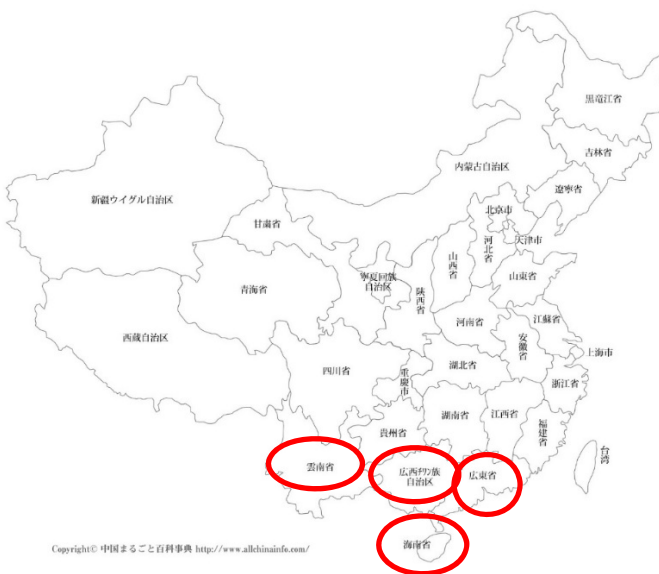 黒竜江省
吉林省
内蒙古自治区
遼寧省
新疆ウイグル自治区
北京市
甘粛省
天津市
河北省
山西省
寧夏回族
自治区
山東省
青海省
陝西省
河南省
江蘇省
西蔵自治区
安徽省
上海市
湖北省
四川省
重慶市
浙江省
湖南省
江西省
貴州省
福建省
台湾
雲南省
広西ﾁﾜﾝ族
自治区
広東省
海南省
Copyright© 中国まるごと百科事典 http://www.allchinainfo.com/